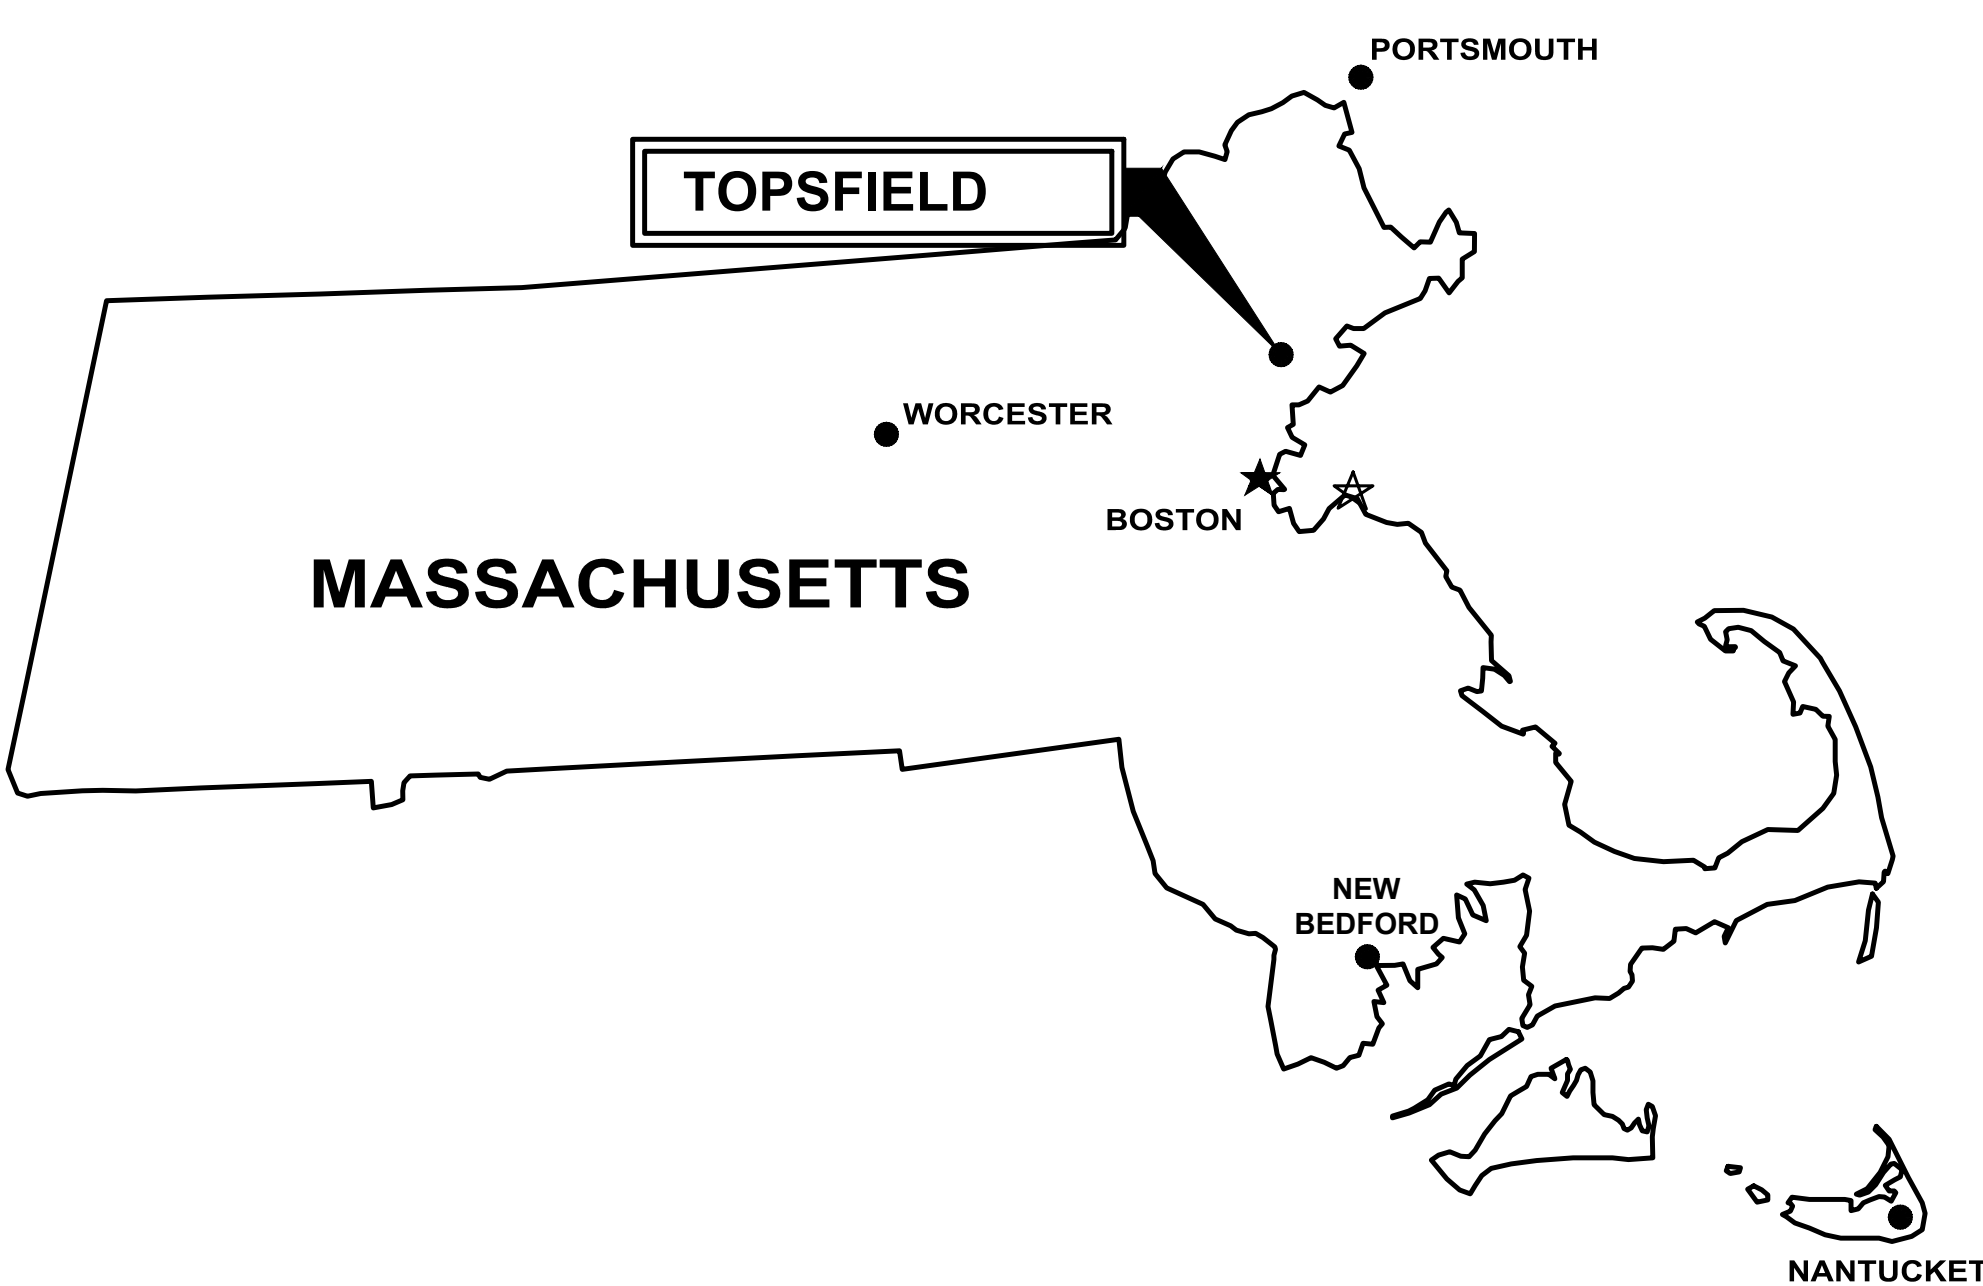 PORTSMOUTH
TOPSFIELD
WORCESTER
BOSTON
MASSACHUSETTS
NEW
BEDFORD
NANTUCKET